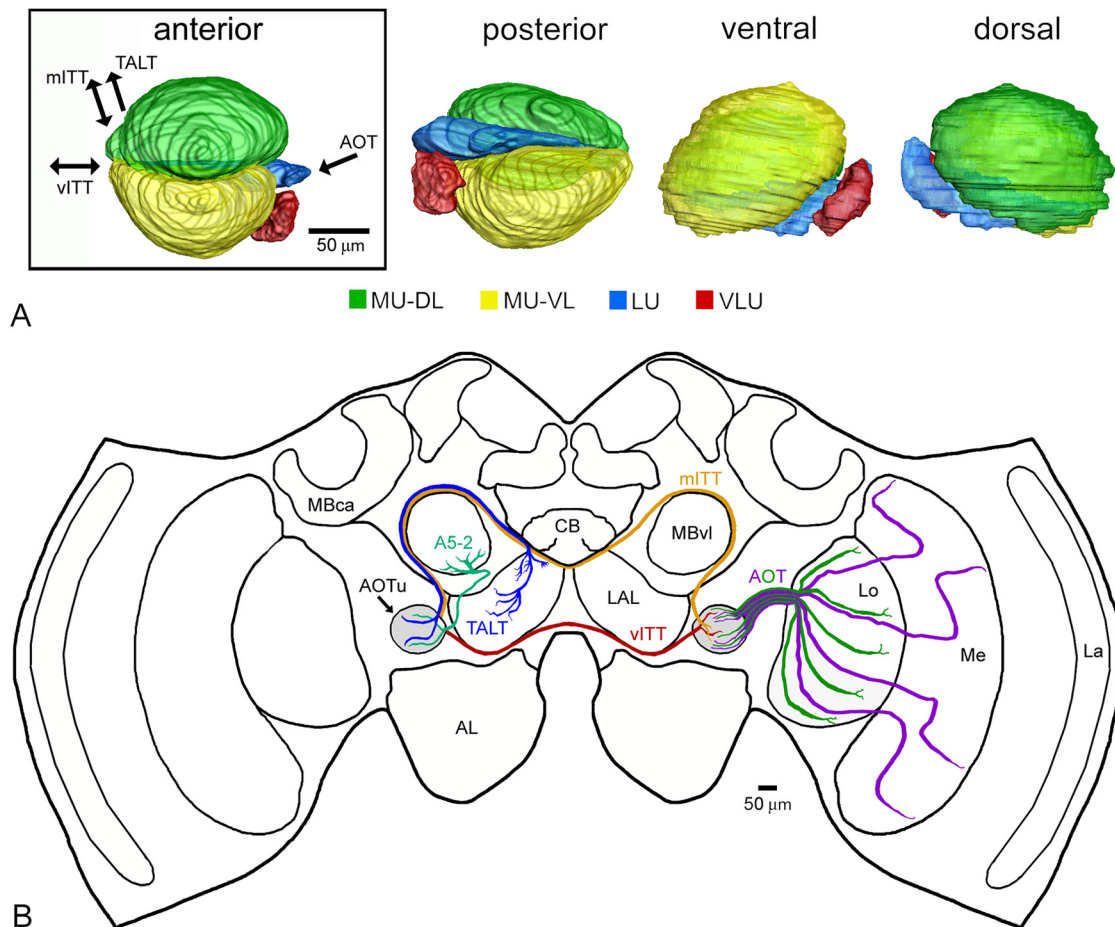 anterior posterior ventral dorsal
TALT
mITT
AOT
vITT
50 μm
MU-DL MU-VL LU VLU
A
mITT
MBca
CB
MBvl
A5-2
AOTu
AOT
Lo
LAL
TALT
vITT
Me
La
AL
50 μm
B